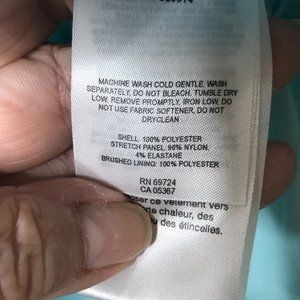 MACHINE WASH COLD GENTLE, WASH
SEPARATELY, DO NOT BLEACH, TUMBLE DRY
LOW, REMOVE PROMPTLY, IRON LOW, DO
NOT USE FABRIC SOFTENER, DO NOT
DRYCLEAN
SHELL: 100% POLYESTER
STRETCH PANEL: 96% NYLON,
4% ELASTANE
BRUSHED LINING: 100% POLYESTER
RN 69724
CA 05367
ce vêtement vers
chaleur, des
des étincelles.